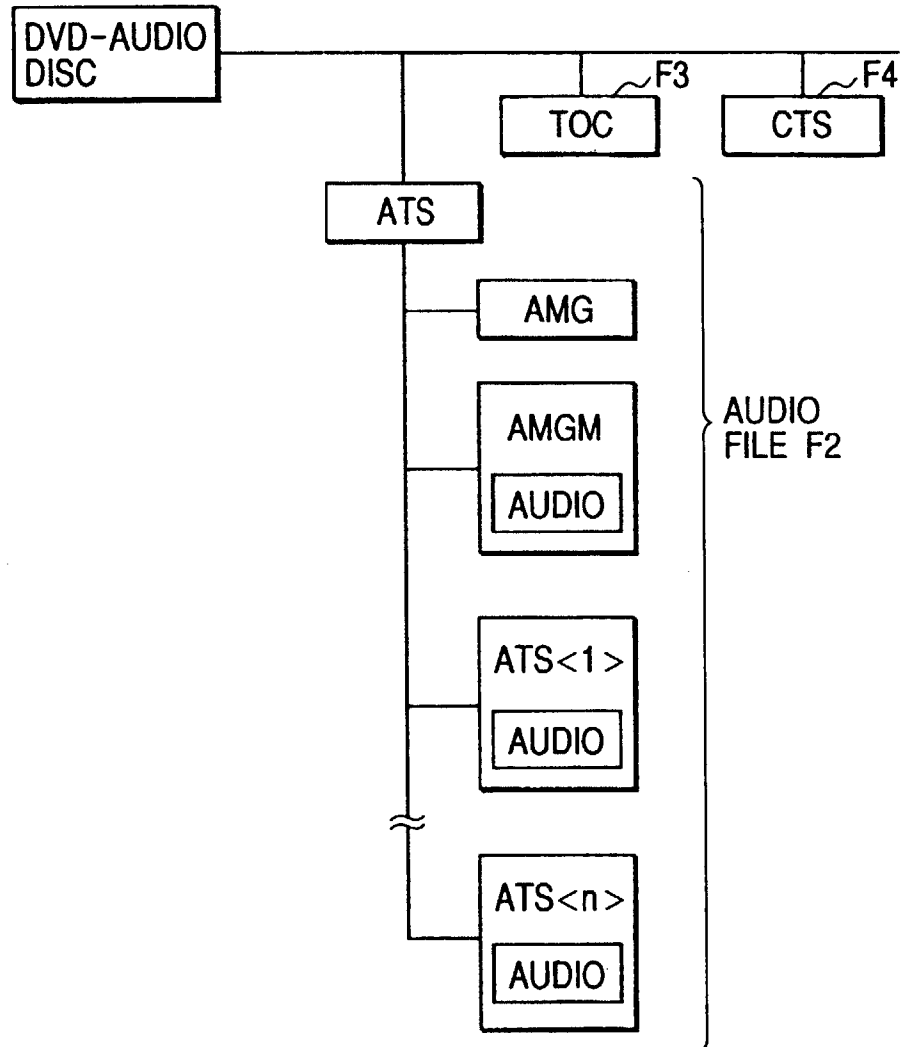 DVD-AUDIO
DISC
F3
F4
TOC
CTS
ATS
AMG
AMGM
AUDIO
AUDIO
FILE F2
ATS<1>
AUDIO
ATS<n>
AUDIO